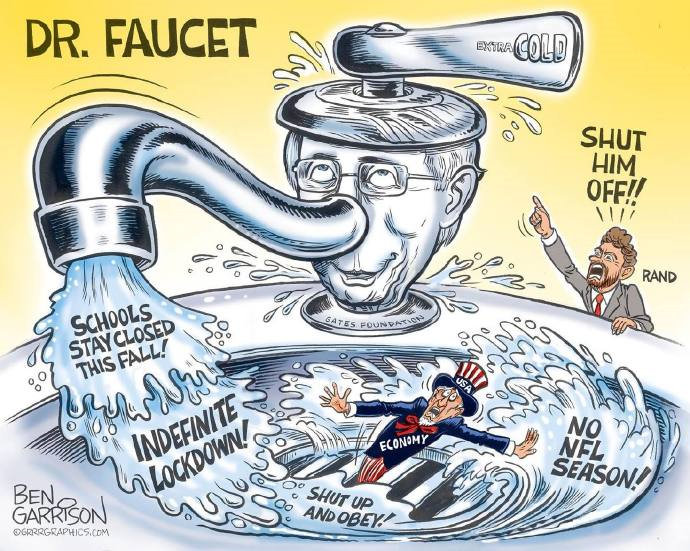 DR. FAUCET
EXTRA COLD
SHUT
HIM
OFF!!
RAND
GATES FOUNDATION
SCHOOLS
STAY CLOSED
THIS FALL!
INDEFINITE
LOCKDOWN!
USA
ECONOMY
SHUT UP
AND OBEY!
NO
NFL
SEASON!
BEN
GARRISON
©GRRRGRAPHICS.COM